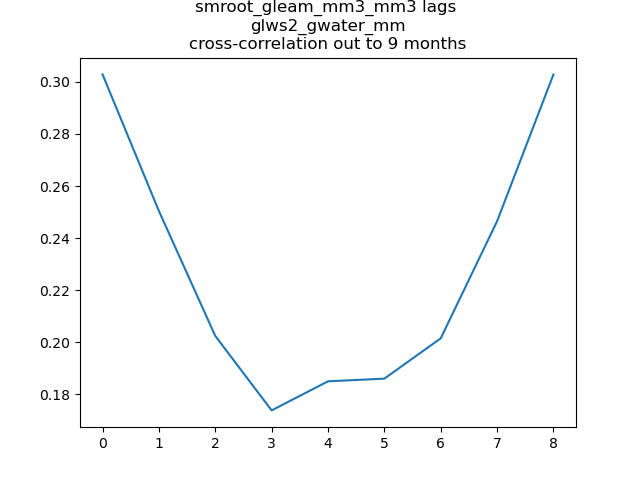 smroot_gleam_mm3_mm3 lags
glws2_gwater_mm
cross-correlation out to 9 months
0.30
0.28
0.26
0.24
0.22
0.20
0.18
0 1 2 3 4 5 6 7 8